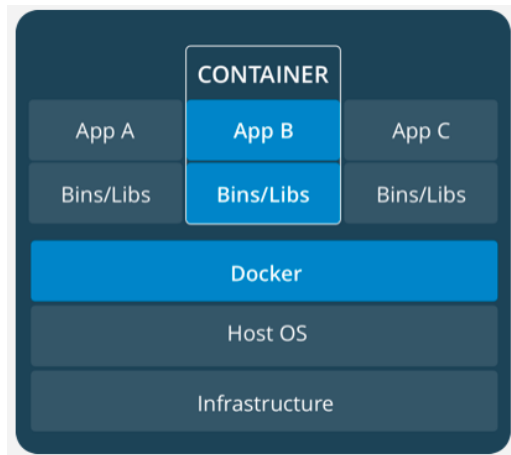 CONTAINER
App A App B App C
Bins/Libs Bins/Libs Bins/Libs
Docker
Host OS
Infrastructure